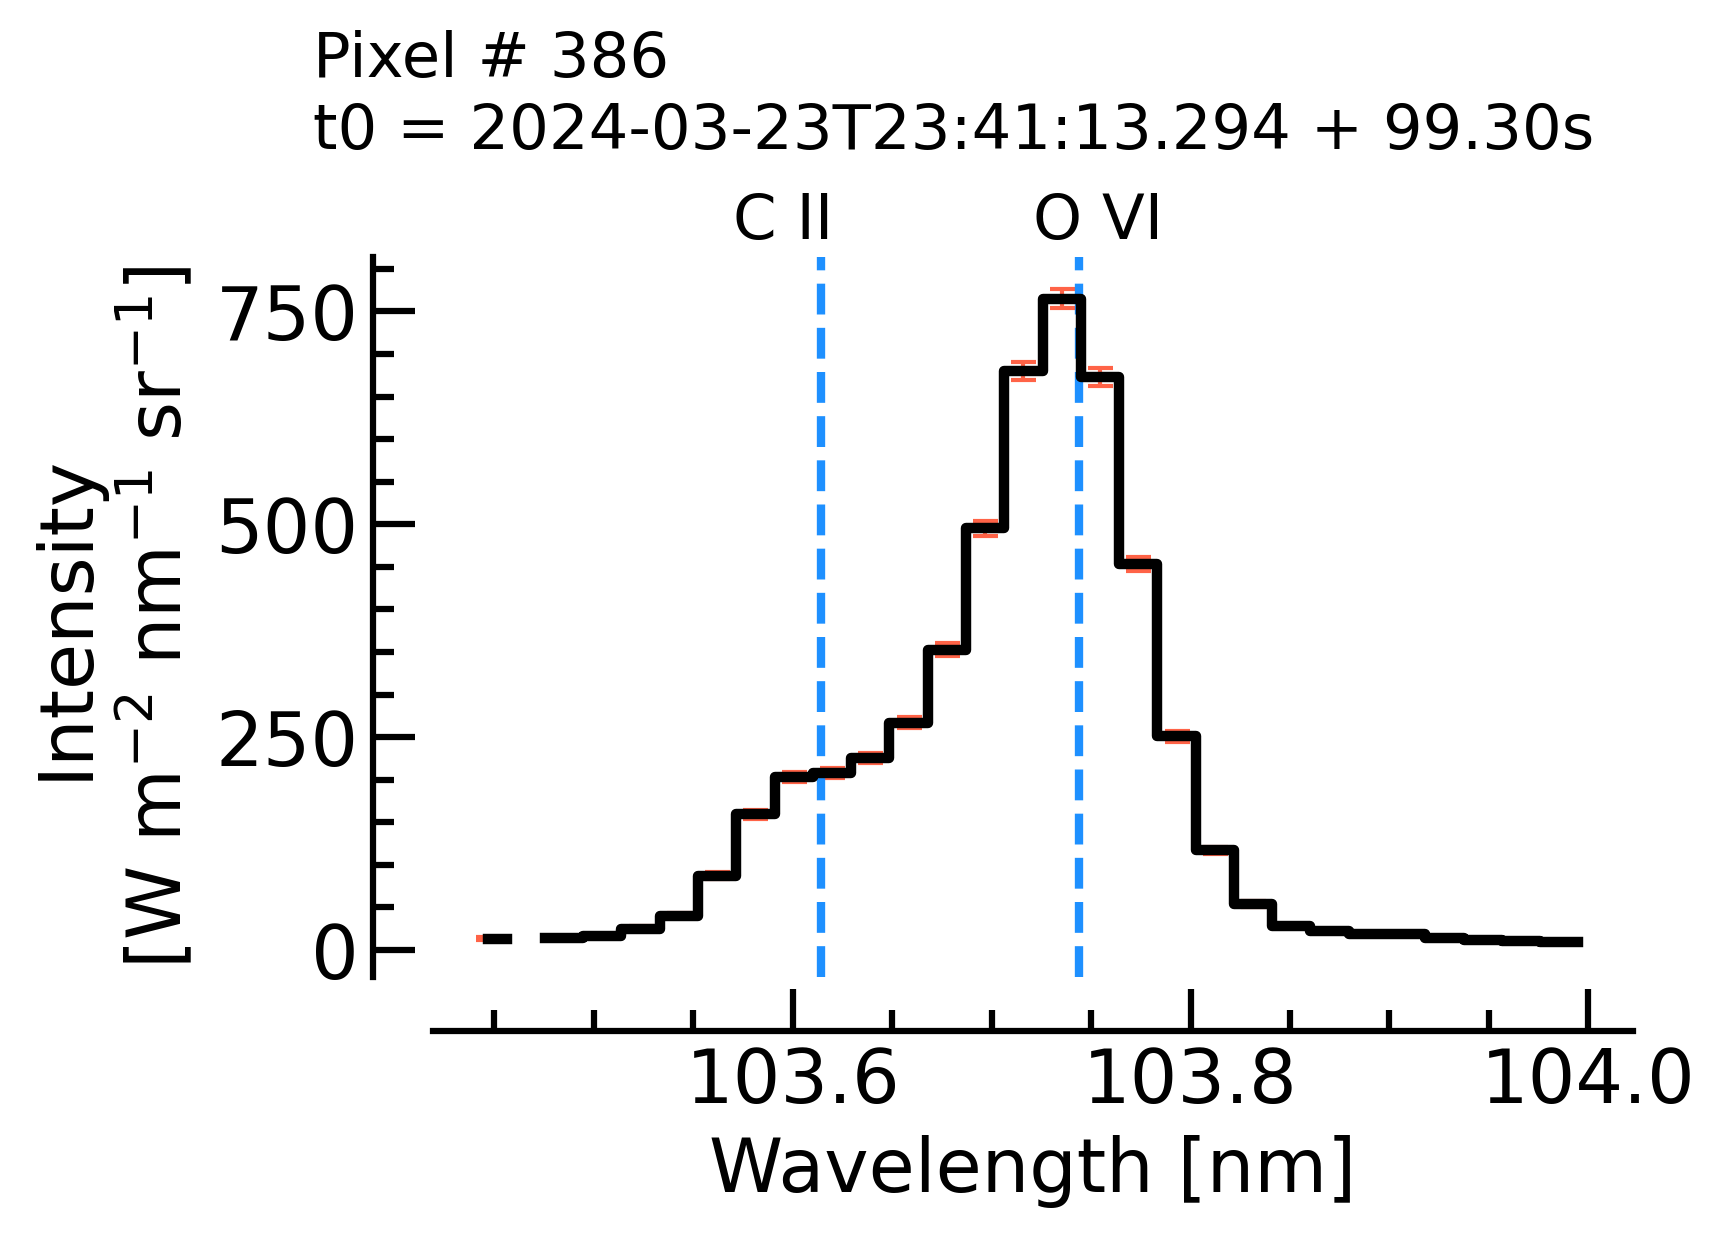 Pixel # 386
t0 = 2024-03-23T23:41:13.294 + 99.30s
C II O VI
Intensity
[W m⁻² nm⁻¹ sr⁻¹]
750
500
250
0
103.6 103.8 104.0
Wavelength [nm]